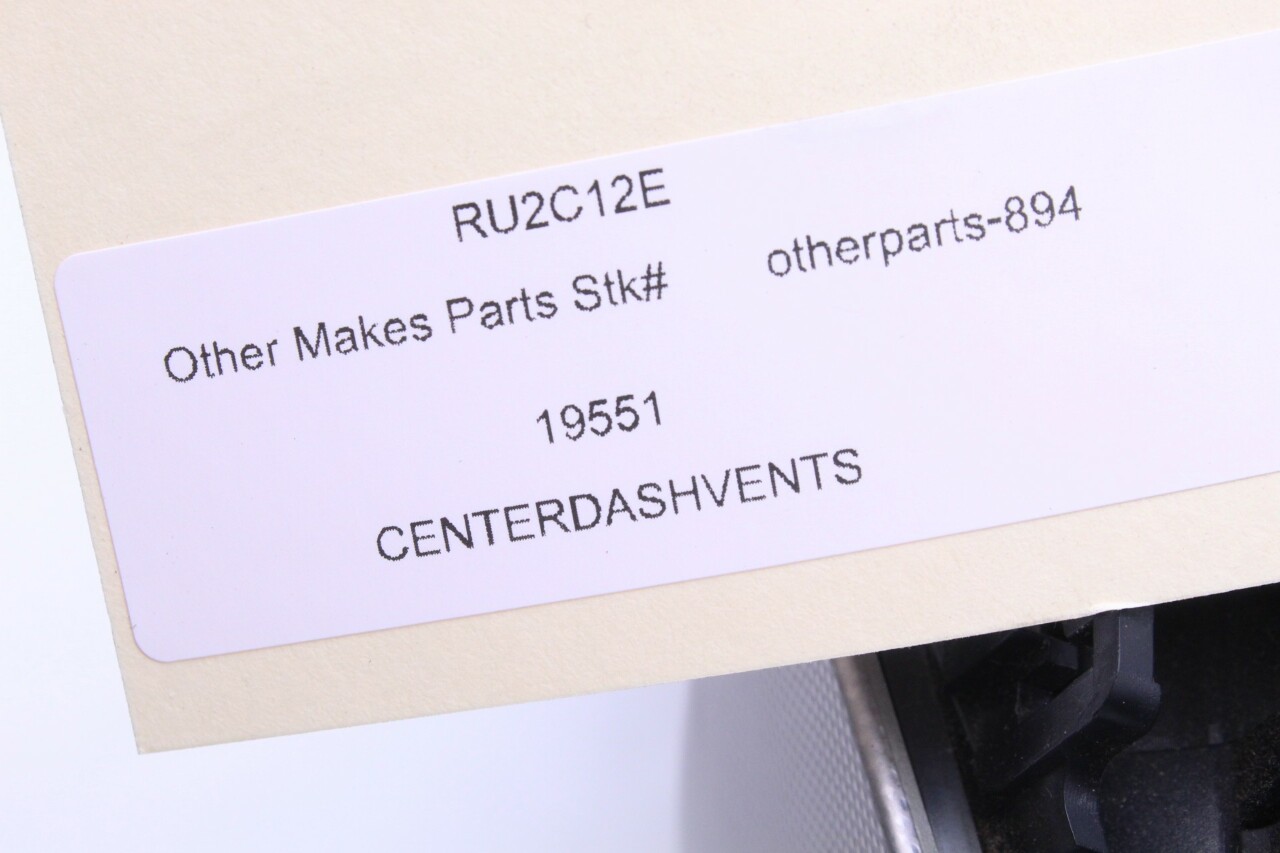 RU2C12E
Other Makes Parts Stk# otherparts-894
19551
CENTERDASHVENTS